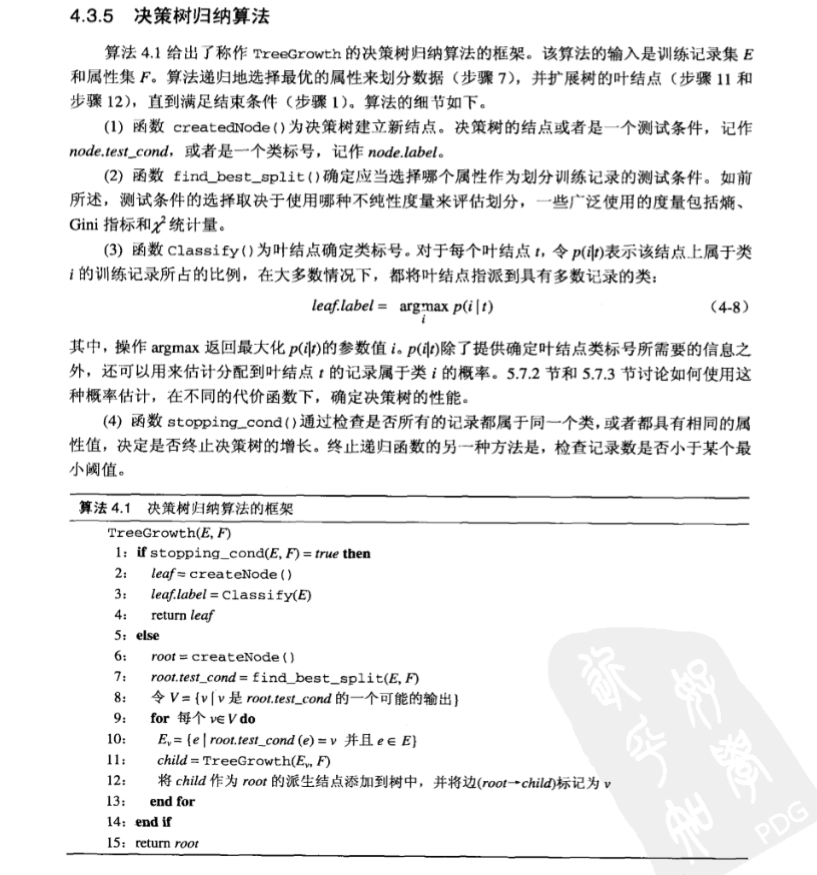 4.3.5 决策树归纳算法
算法 4.1 给出了称作 TreeGrowth 的决策树归纳算法的框架。该算法的输入是训练记录集 E
和属性集 F。算法递归地选择最优的属性来划分数据（步骤 7），并扩展树的叶结点（步骤 11 和
步骤 12），直到满足结束条件（步骤 1）。算法的细节如下。
(1) 函数 createdNode()为决策树建立新结点。决策树的结点或者是一个测试条件，记作
node.test_cond，或者是一个类标号，记作 node.label。
(2) 函数 find_best_split()确定应当选择哪个属性作为划分训练记录的测试条件。如前
所述，测试条件的选择取决于使用哪种不纯性度量来评估划分，一些广泛使用的度量包括熵、
Gini 指标和χ²统计量。
(3) 函数 Classify()为叶结点确定类标号。对于每个叶结点 t，令 p(i|t)表示该结点上属于类
i 的训练记录所占的比例，在大多数情况下，都将叶结点指派到具有多数记录的类：
leaf.label = argmax p(i|t) （4-8）
i
其中，操作 argmax 返回最大化 p(i|t)的参数值 i。p(i|t)除了提供确定叶结点类标号所需要的信息之
外，还可以用来估计分配到叶结点 t 的记录属于类 i 的概率。5.7.2 节和 5.7.3 节讨论如何使用这
种概率估计，在不同的代价函数下，确定决策树的性能。
(4) 函数 stopping_cond()通过检查是否所有的记录都属于同一个类，或者都具有相同的属
性值，决定是否终止决策树的增长。终止递归函数的另一种方法是，检查记录数是否小于某个最
小阈值。
算法 4.1 决策树归纳算法的框架
TreeGrowth(E, F)
1: if stopping_cond(E, F) = true then
2: leaf = createNode()
3: leaf.label = Classify(E)
4: return leaf
5: else
6: root = createNode()
7: root.test_cond = find_best_split(E, F)
8: 令 V = {v | v 是 root.test_cond 的一个可能的输出}
9: for 每个 v∈V do
10: Eᵥ = {e | root.test_cond (e) = v 并且 e ∈ E}
11: child = TreeGrowth(Eᵥ, F)
12: 将 child 作为 root 的派生结点添加到树中，并将边(root→child)标记为 v
13: end for
14: end if
15: return root
PDG